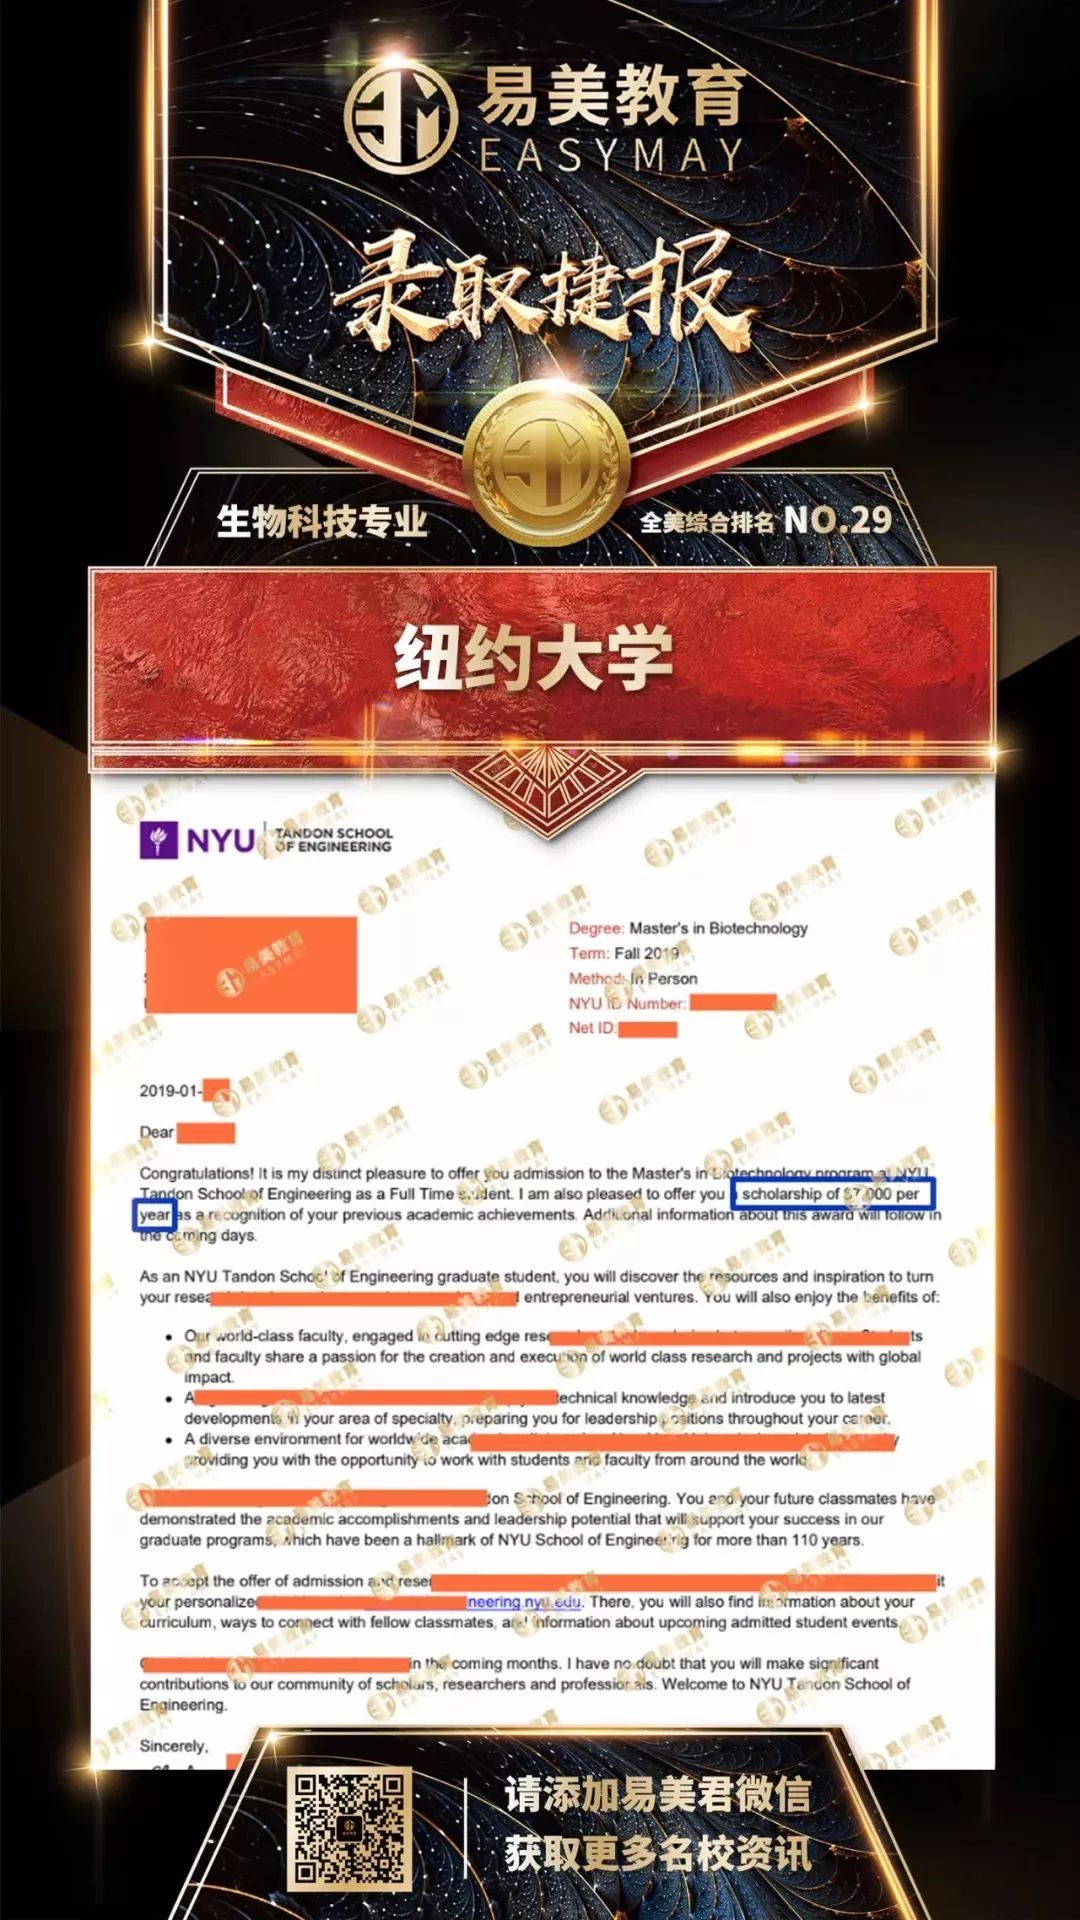 易美教育
EASYMAY
录取捷报
生物科技专业
全美综合排名 NO.29
纽约大学
NYU TANDON SCHOOL
OF ENGINEERING
Degree: Master's in Biotechnology
Term: Fall 2019
Method: In Person
NYU ID Number:
Net ID:
2019-01-
Dear
Congratulations! It is my distinct pleasure to offer you admission to the Master's in Biotechnology program at NYU
Tandon School of Engineering as a Full Time student. I am also pleased to offer you a scholarship of $7,000 per
year as a recognition of your previous academic achievements. Additional information about this award will follow in
the coming days.
As an NYU Tandon School of Engineering graduate student, you will discover the resources and inspiration to turn
your resea entrepreneurial ventures. You will also enjoy the benefits of:
• Our world-class faculty, engaged in cutting edge rese ts
and faculty share a passion for the creation and execution of world class research and projects with global
impact.
• A technical knowledge and introduce you to latest
developments in your area of specialty, preparing you for leadership positions throughout your career.
• A diverse environment for worldwide acad y
providing you with the opportunity to work with students and faculty from around the world.
don School of Engineering. You and your future classmates have
demonstrated the academic accomplishments and leadership potential that will support your success in our
graduate programs, which have been a hallmark of NYU School of Engineering for more than 110 years.
To accept the offer of admission and reser it
your personalized neering.nyu.edu. There, you will also find information about your
curriculum, ways to connect with fellow classmates, and information about upcoming admitted student events.
in the coming months. I have no doubt that you will make significant
contributions to our community of scholars, researchers and professionals. Welcome to NYU Tandon School of
Engineering.
Sincerely,
请添加易美君微信
获取更多名校资讯